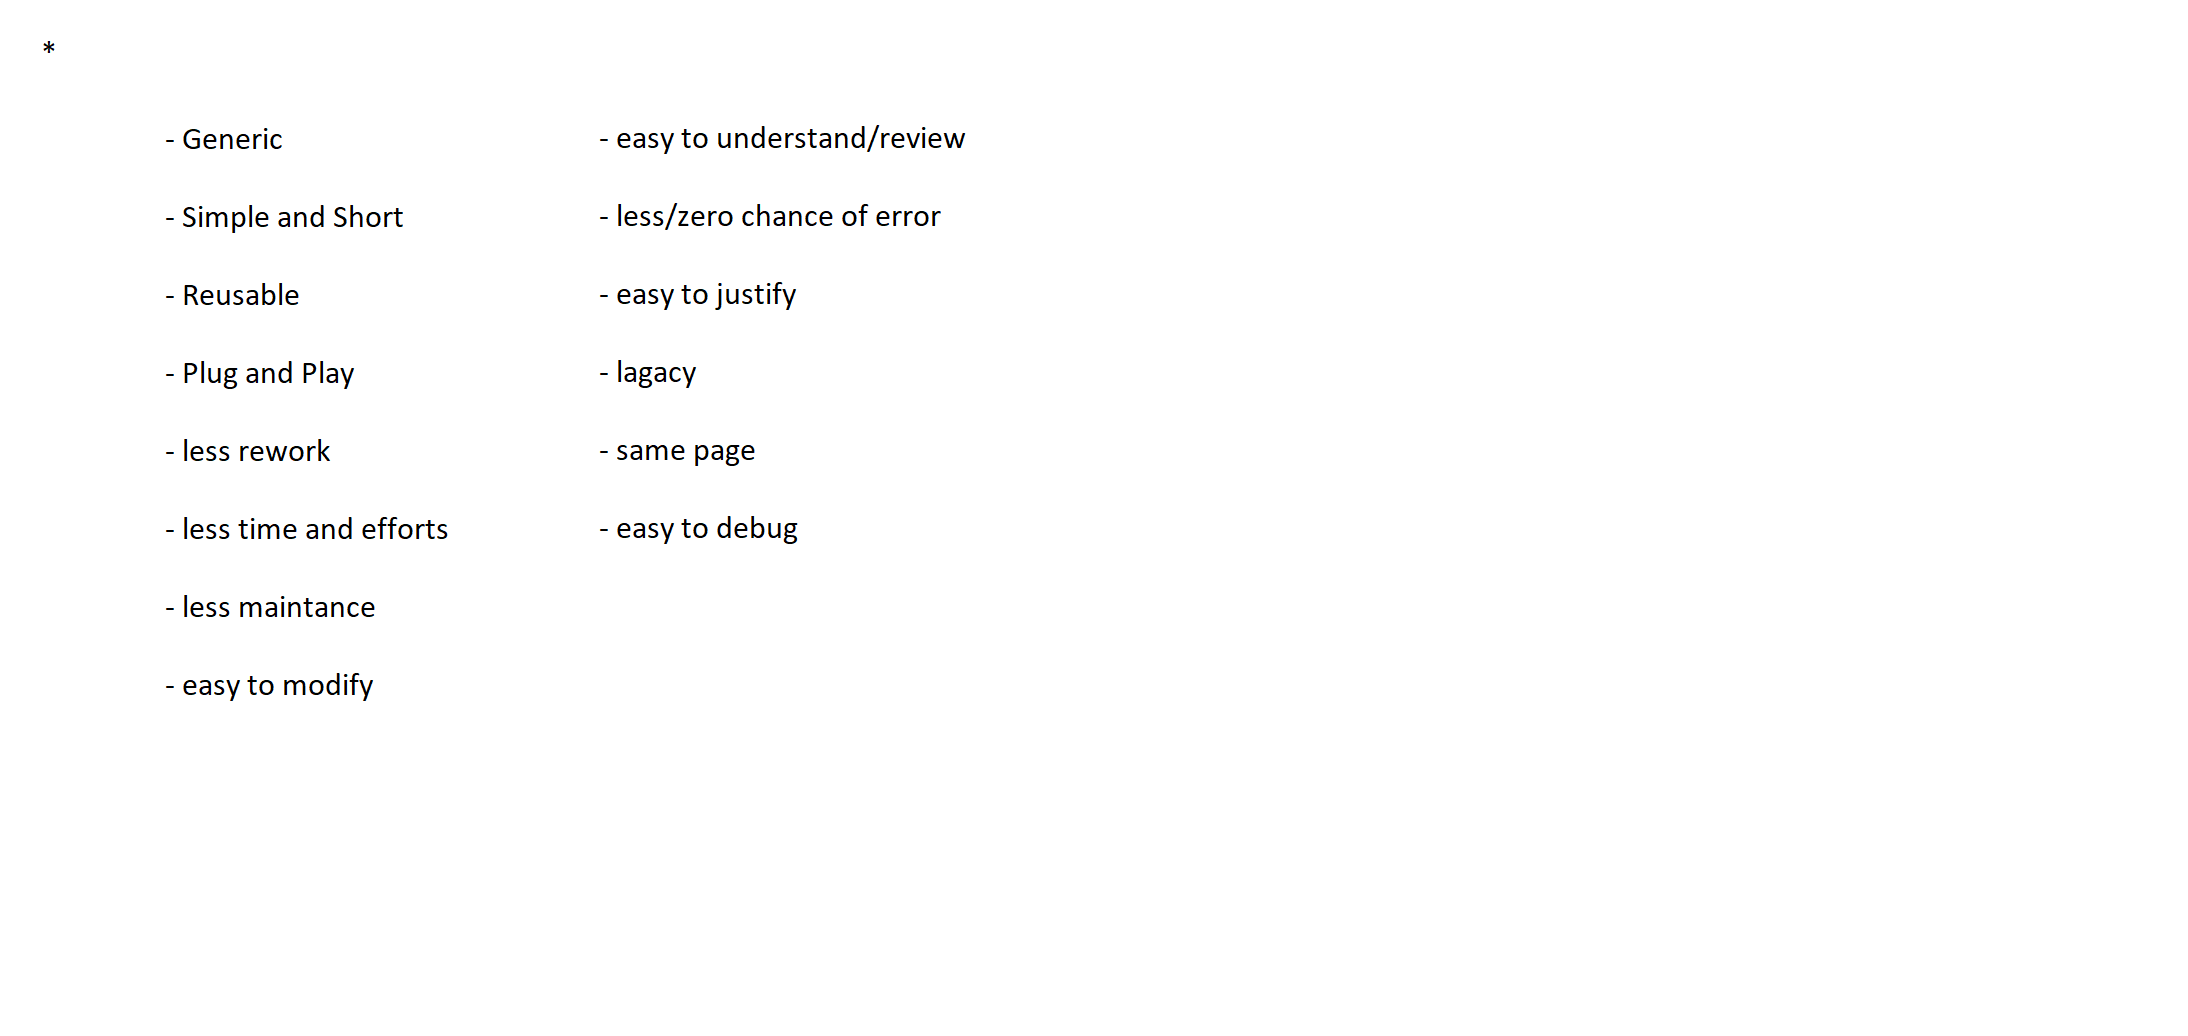 *
- Generic
- Simple and Short
- Reusable
- Plug and Play
- less rework
- less time and efforts
- less maintance
- easy to modify
- easy to understand/review
- less/zero chance of error
- easy to justify
- lagacy
- same page
- easy to debug